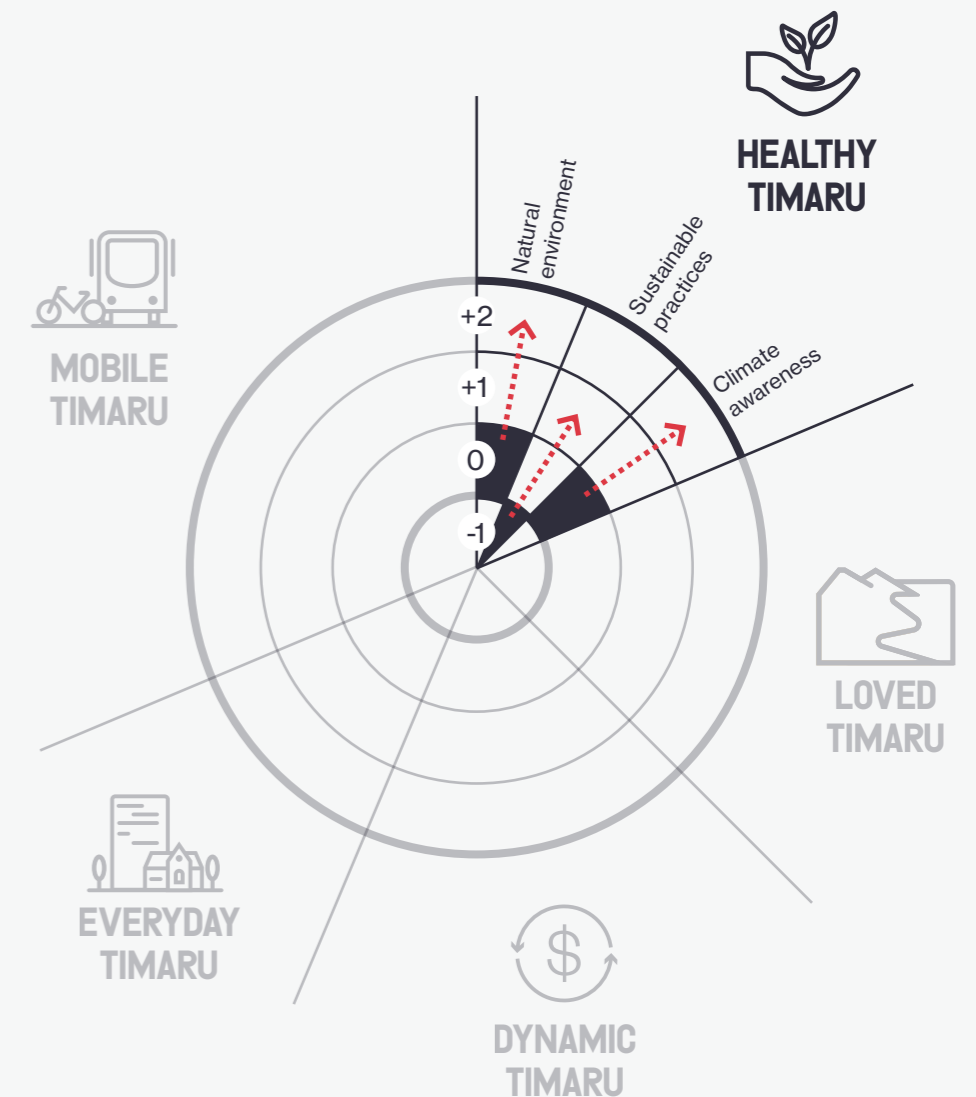 HEALTHY
TIMARU
Natural
environment
Sustainable
practices
Climate
awareness
+2
+1
0
-1
MOBILE
TIMARU
LOVED
TIMARU
EVERYDAY
TIMARU
$
DYNAMIC
TIMARU